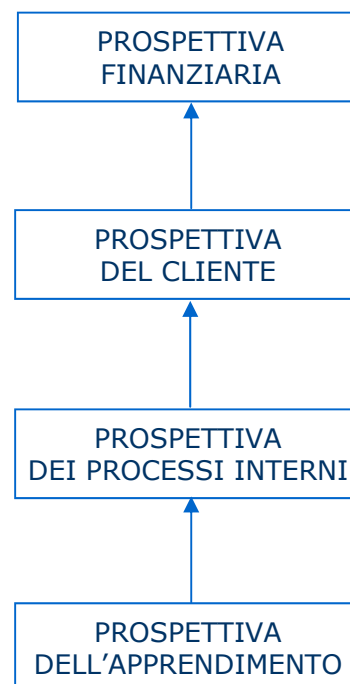 PROSPETTIVA
FINANZIARIA
PROSPETTIVA
DEL CLIENTE
PROSPETTIVA
DEI PROCESSI INTERNI
PROSPETTIVA
DELL’APPRENDIMENTO